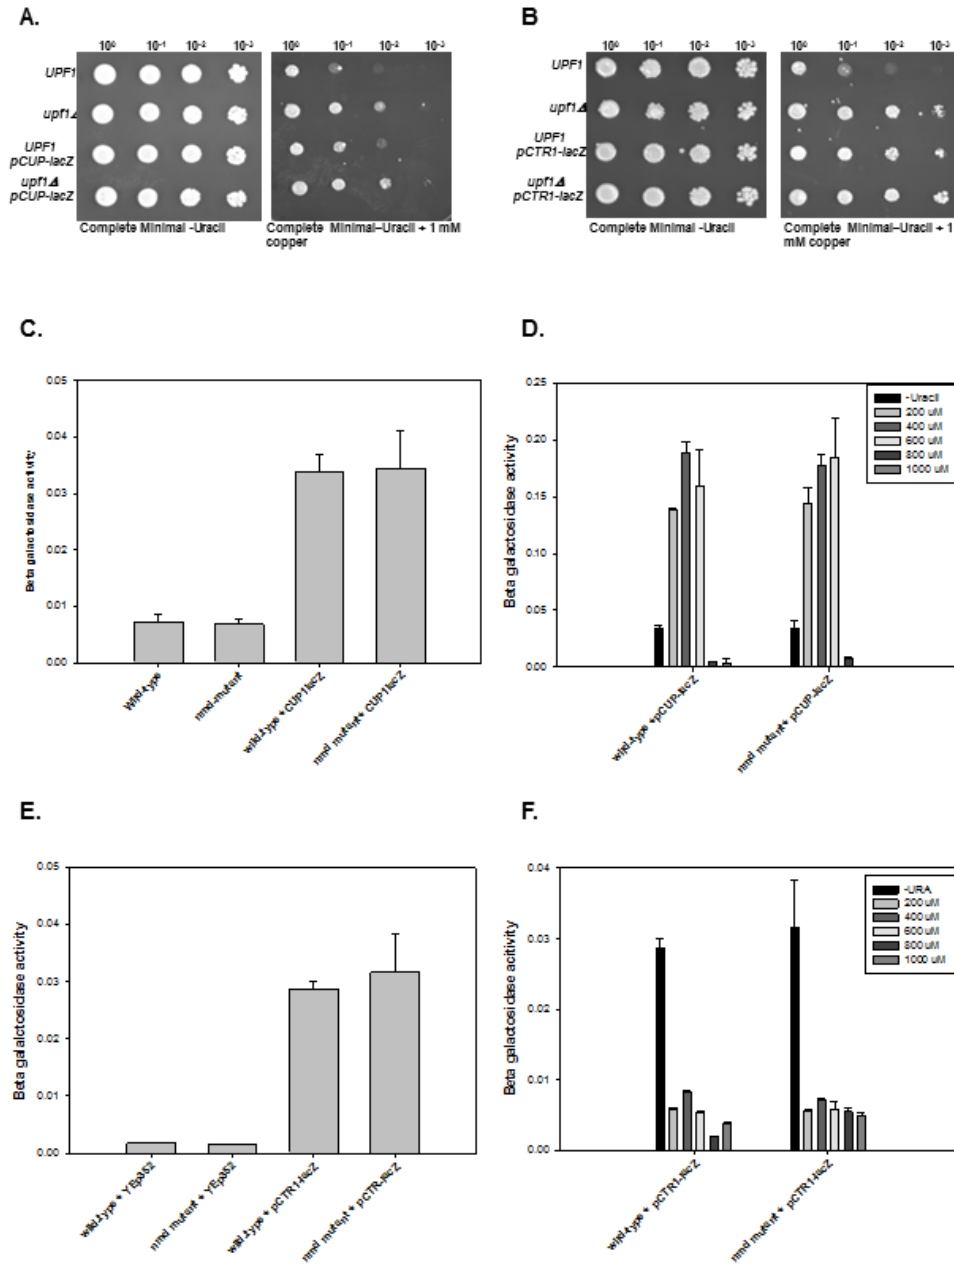 A.
B
10⁰ 10⁻¹ 10⁻² 10⁻³ 10⁰ 10⁻¹ 10⁻² 10⁻³
10⁰ 10⁻¹ 10⁻² 10⁻³ 10⁰ 10⁻¹ 10⁻² 10⁻³
UPF1
upf1Δ
UPF1
pCUP-lacZ
upf1Δ
pCUP-lacZ
Complete Minimal -Uracil
Complete Minimal–Uracil + 1 mM
copper
UPF1
upf1Δ
UPF1
pCTR1-lacZ
upf1Δ
pCTR1-lacZ
Complete Minimal -Uracil
Complete Minimal–Uracil + 1
mM copper
C.
Beta galactosidase activity
0.05
0.04
0.03
0.02
0.01
0.00
Wild-type
nmd-mutant
wild-type + CUP1lacZ
nmd mutant + CUP1lacZ
D.
Beta galactosidase activity
0.25
0.20
0.15
0.10
0.05
0.00
-Uracil
200 uM
400 uM
600 uM
800 uM
1000 uM
wild-type +pCUP-lacZ
nmd mutant + pCUP-lacZ
E.
Beta galalctosidase activity
0.05
0.04
0.03
0.02
0.01
0.00
wild-type + YEp352
nmd mutant + YEp352
wild-type + pCTR1-lacZ
nmd mutant + pCTR-lacZ
F.
Beta galactosidase acitivity
0.04
0.03
0.02
0.01
0.00
-URA
200 uM
400 uM
600 uM
800 uM
1000 uM
wild-type + pCTR1-lacZ
nmd mutant + pCTR1-lacZ